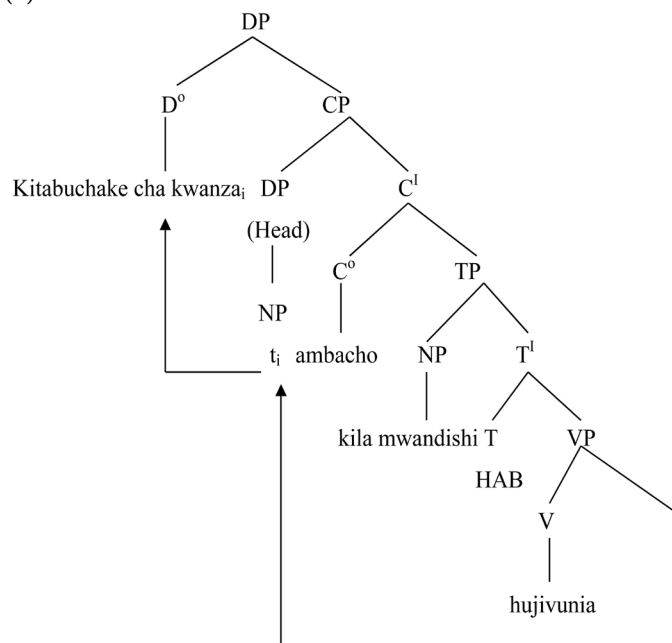 DP
Dᵒ CP
Kitabuchake cha kwanzaᵢ DP Cᴵ
(Head)
Cᵒ TP
NP
tᵢ ambacho NP Tᴵ
kila mwandishi T VP
HAB
V
hujivunia